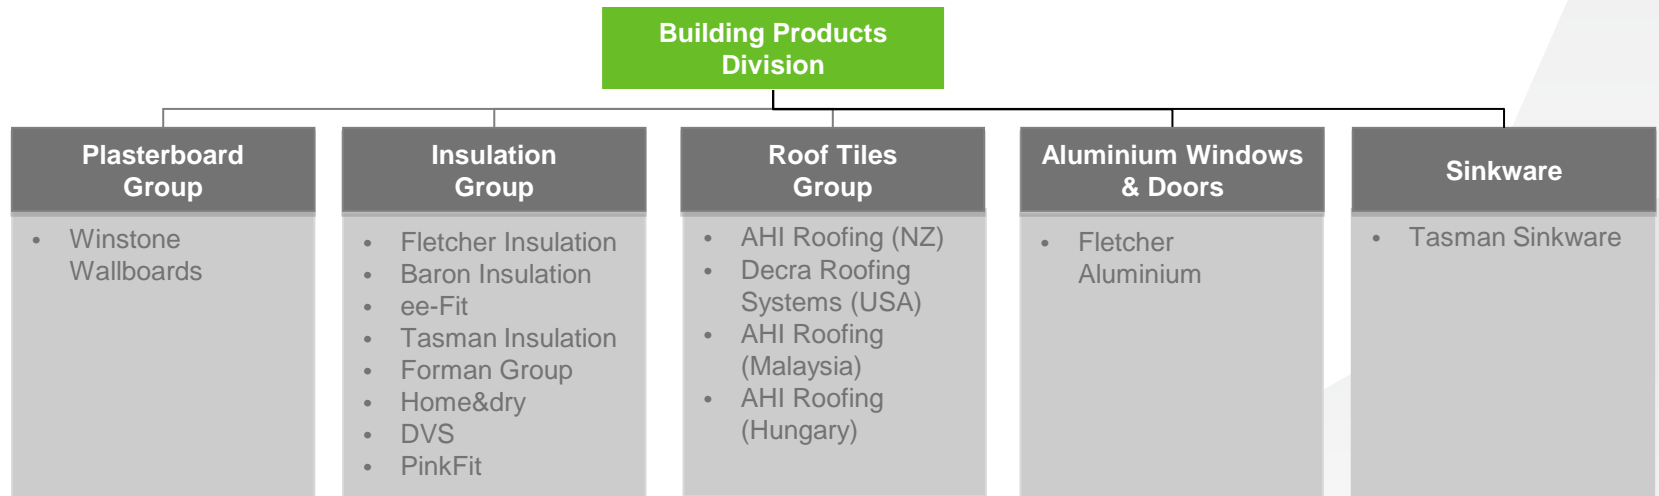 Building Products
Division
Plasterboard
Group
• Winstone
Wallboards
Insulation
Group
• Fletcher Insulation
• Baron Insulation
• ee-Fit
• Tasman Insulation
• Forman Group
• Home&dry
• DVS
• PinkFit
Roof Tiles
Group
• AHI Roofing (NZ)
• Decra Roofing
Systems (USA)
• AHI Roofing
(Malaysia)
• AHI Roofing
(Hungary)
Aluminium Windows
& Doors
• Fletcher
Aluminium
Sinkware
• Tasman Sinkware